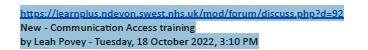 https://learnplus.ndevon.swest.nhs.uk/mod/forum/discuss.php?d=92
New - Communication Access training
by Leah Povey - Tuesday, 18 October 2022, 3:10 PM